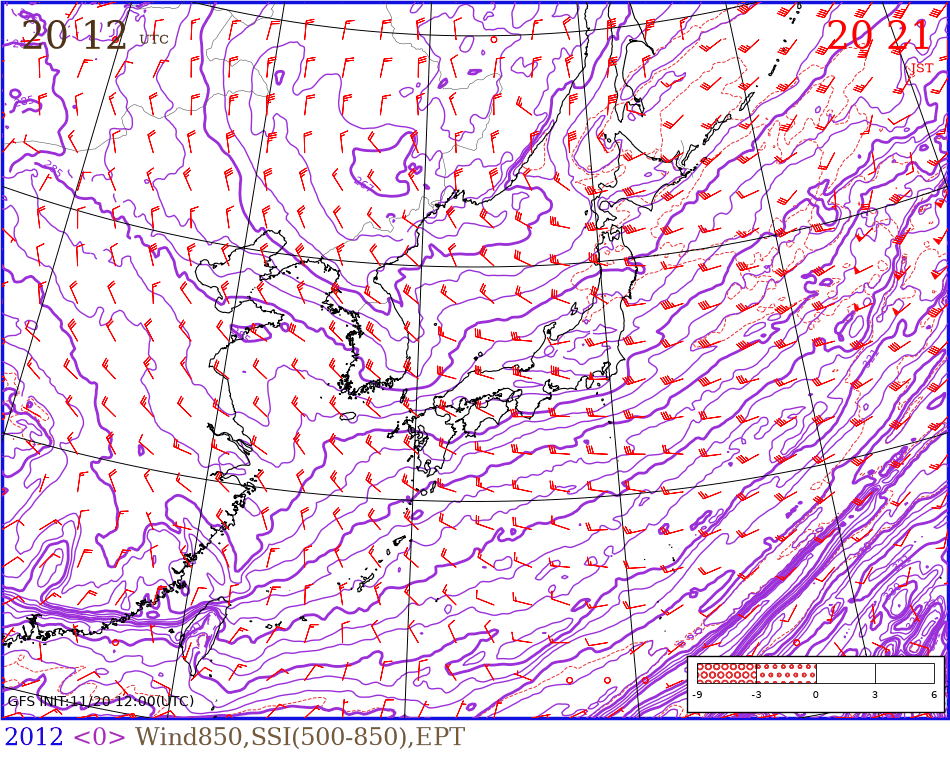 20 12 UTC
20 21
JST
GFS INIT:11/20 12:00(UTC)
-9 -3 0 3 6
2012 <0> Wind850,SSI(500-850),EPT